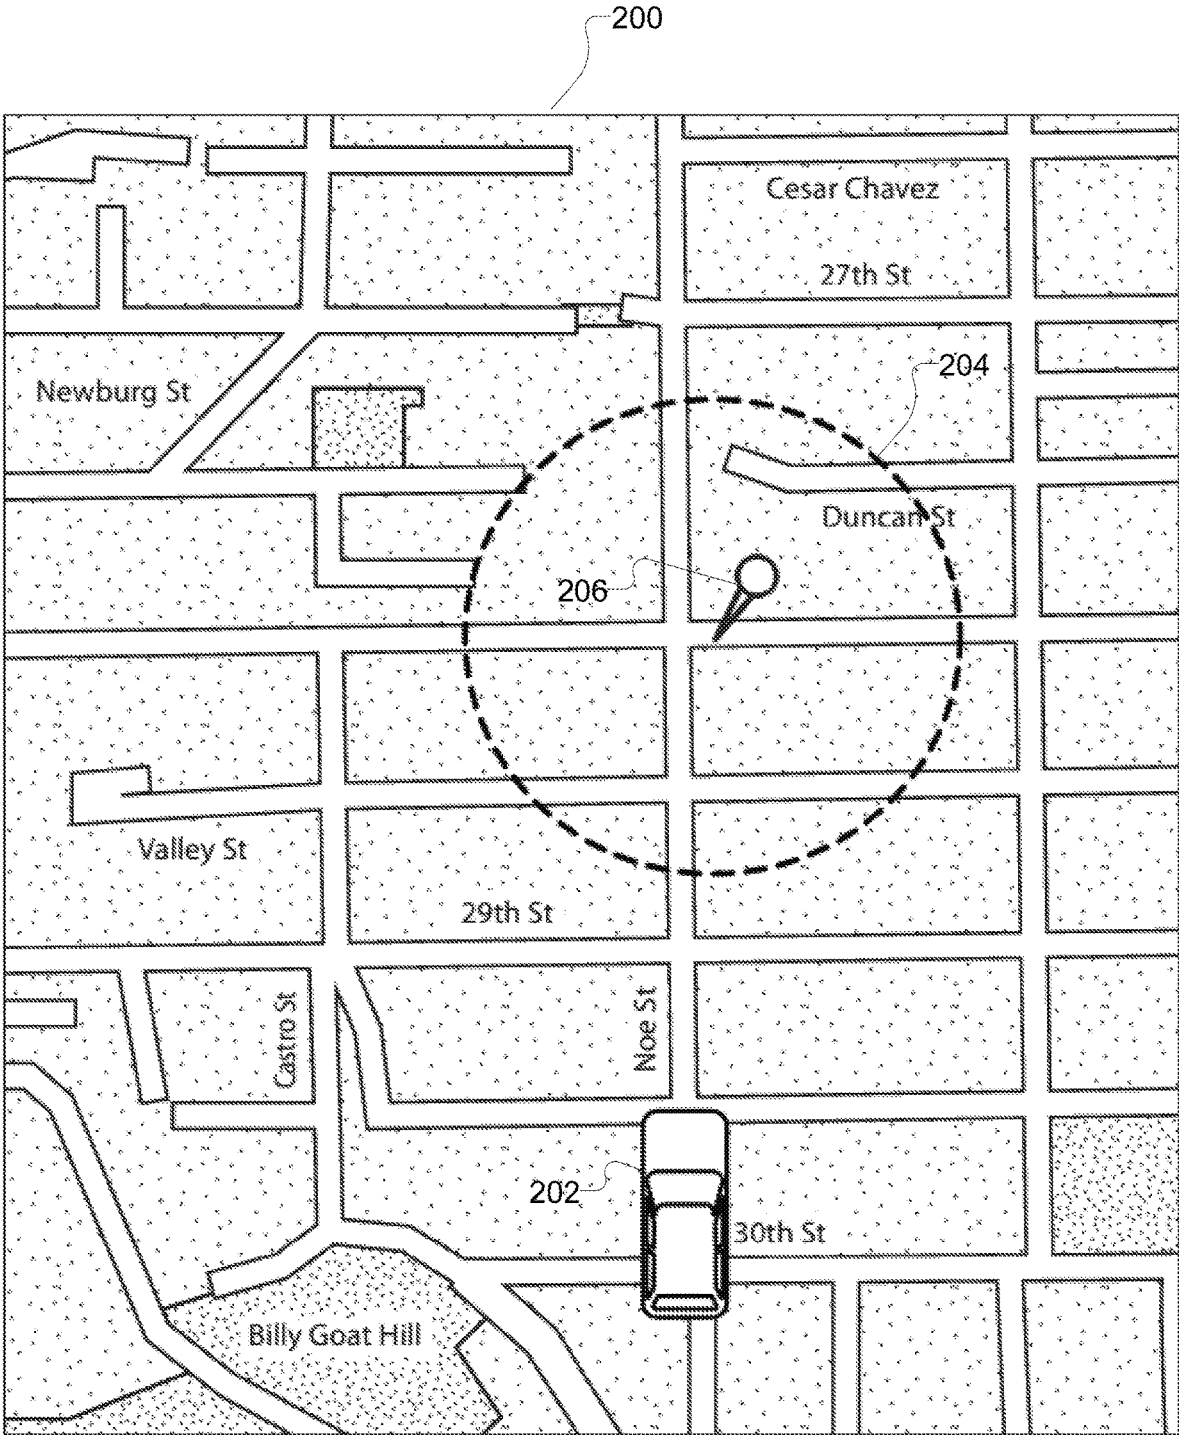 200
Cesar Chavez
27th St
204
Newburg St
Duncan St
206
Valley St
29th St
Castro St
Noe St
202
30th St
Billy Goat Hill